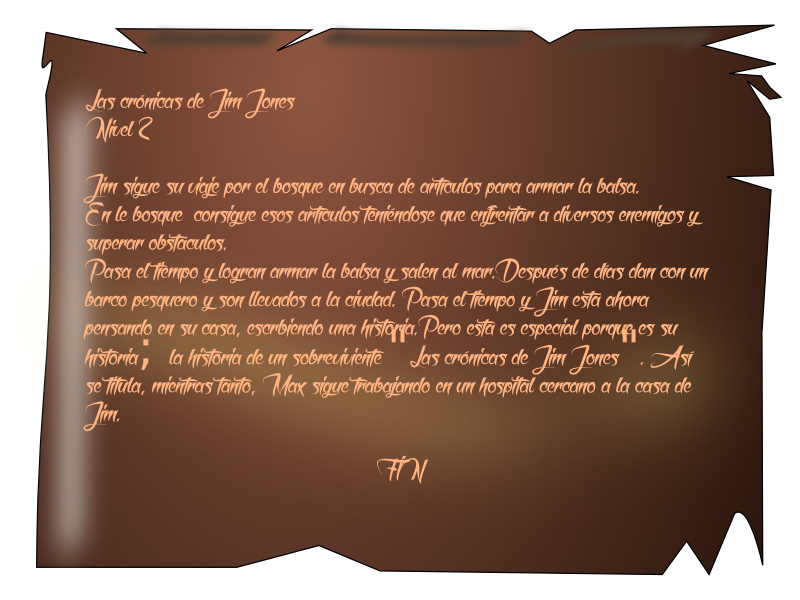 Las crónicas de Jim Jones
Nivel 2
Jim sigue su viaje por el bosque en busca de artículos para armar la balsa.
En le bosque consigue esos artículos teniéndose que enfrentar a diversos enemigos y
superar obstáculos.
Pasa el tiempo y logran armar la balsa y salen al mar.Después de días dan con un
barco pesquero y son llevados a la ciudad. Pasa el tiempo y Jim está ahora
pensando en su casa, escrbiendo una historia.Pero esta es especial porque es su
historia; la historia de un sobreviviente "Las crónicas de Jim Jones". Así
se titula, mientras tanto, Max sigue trabajando en un hospital cercano a la casa de
Jim.
FIN